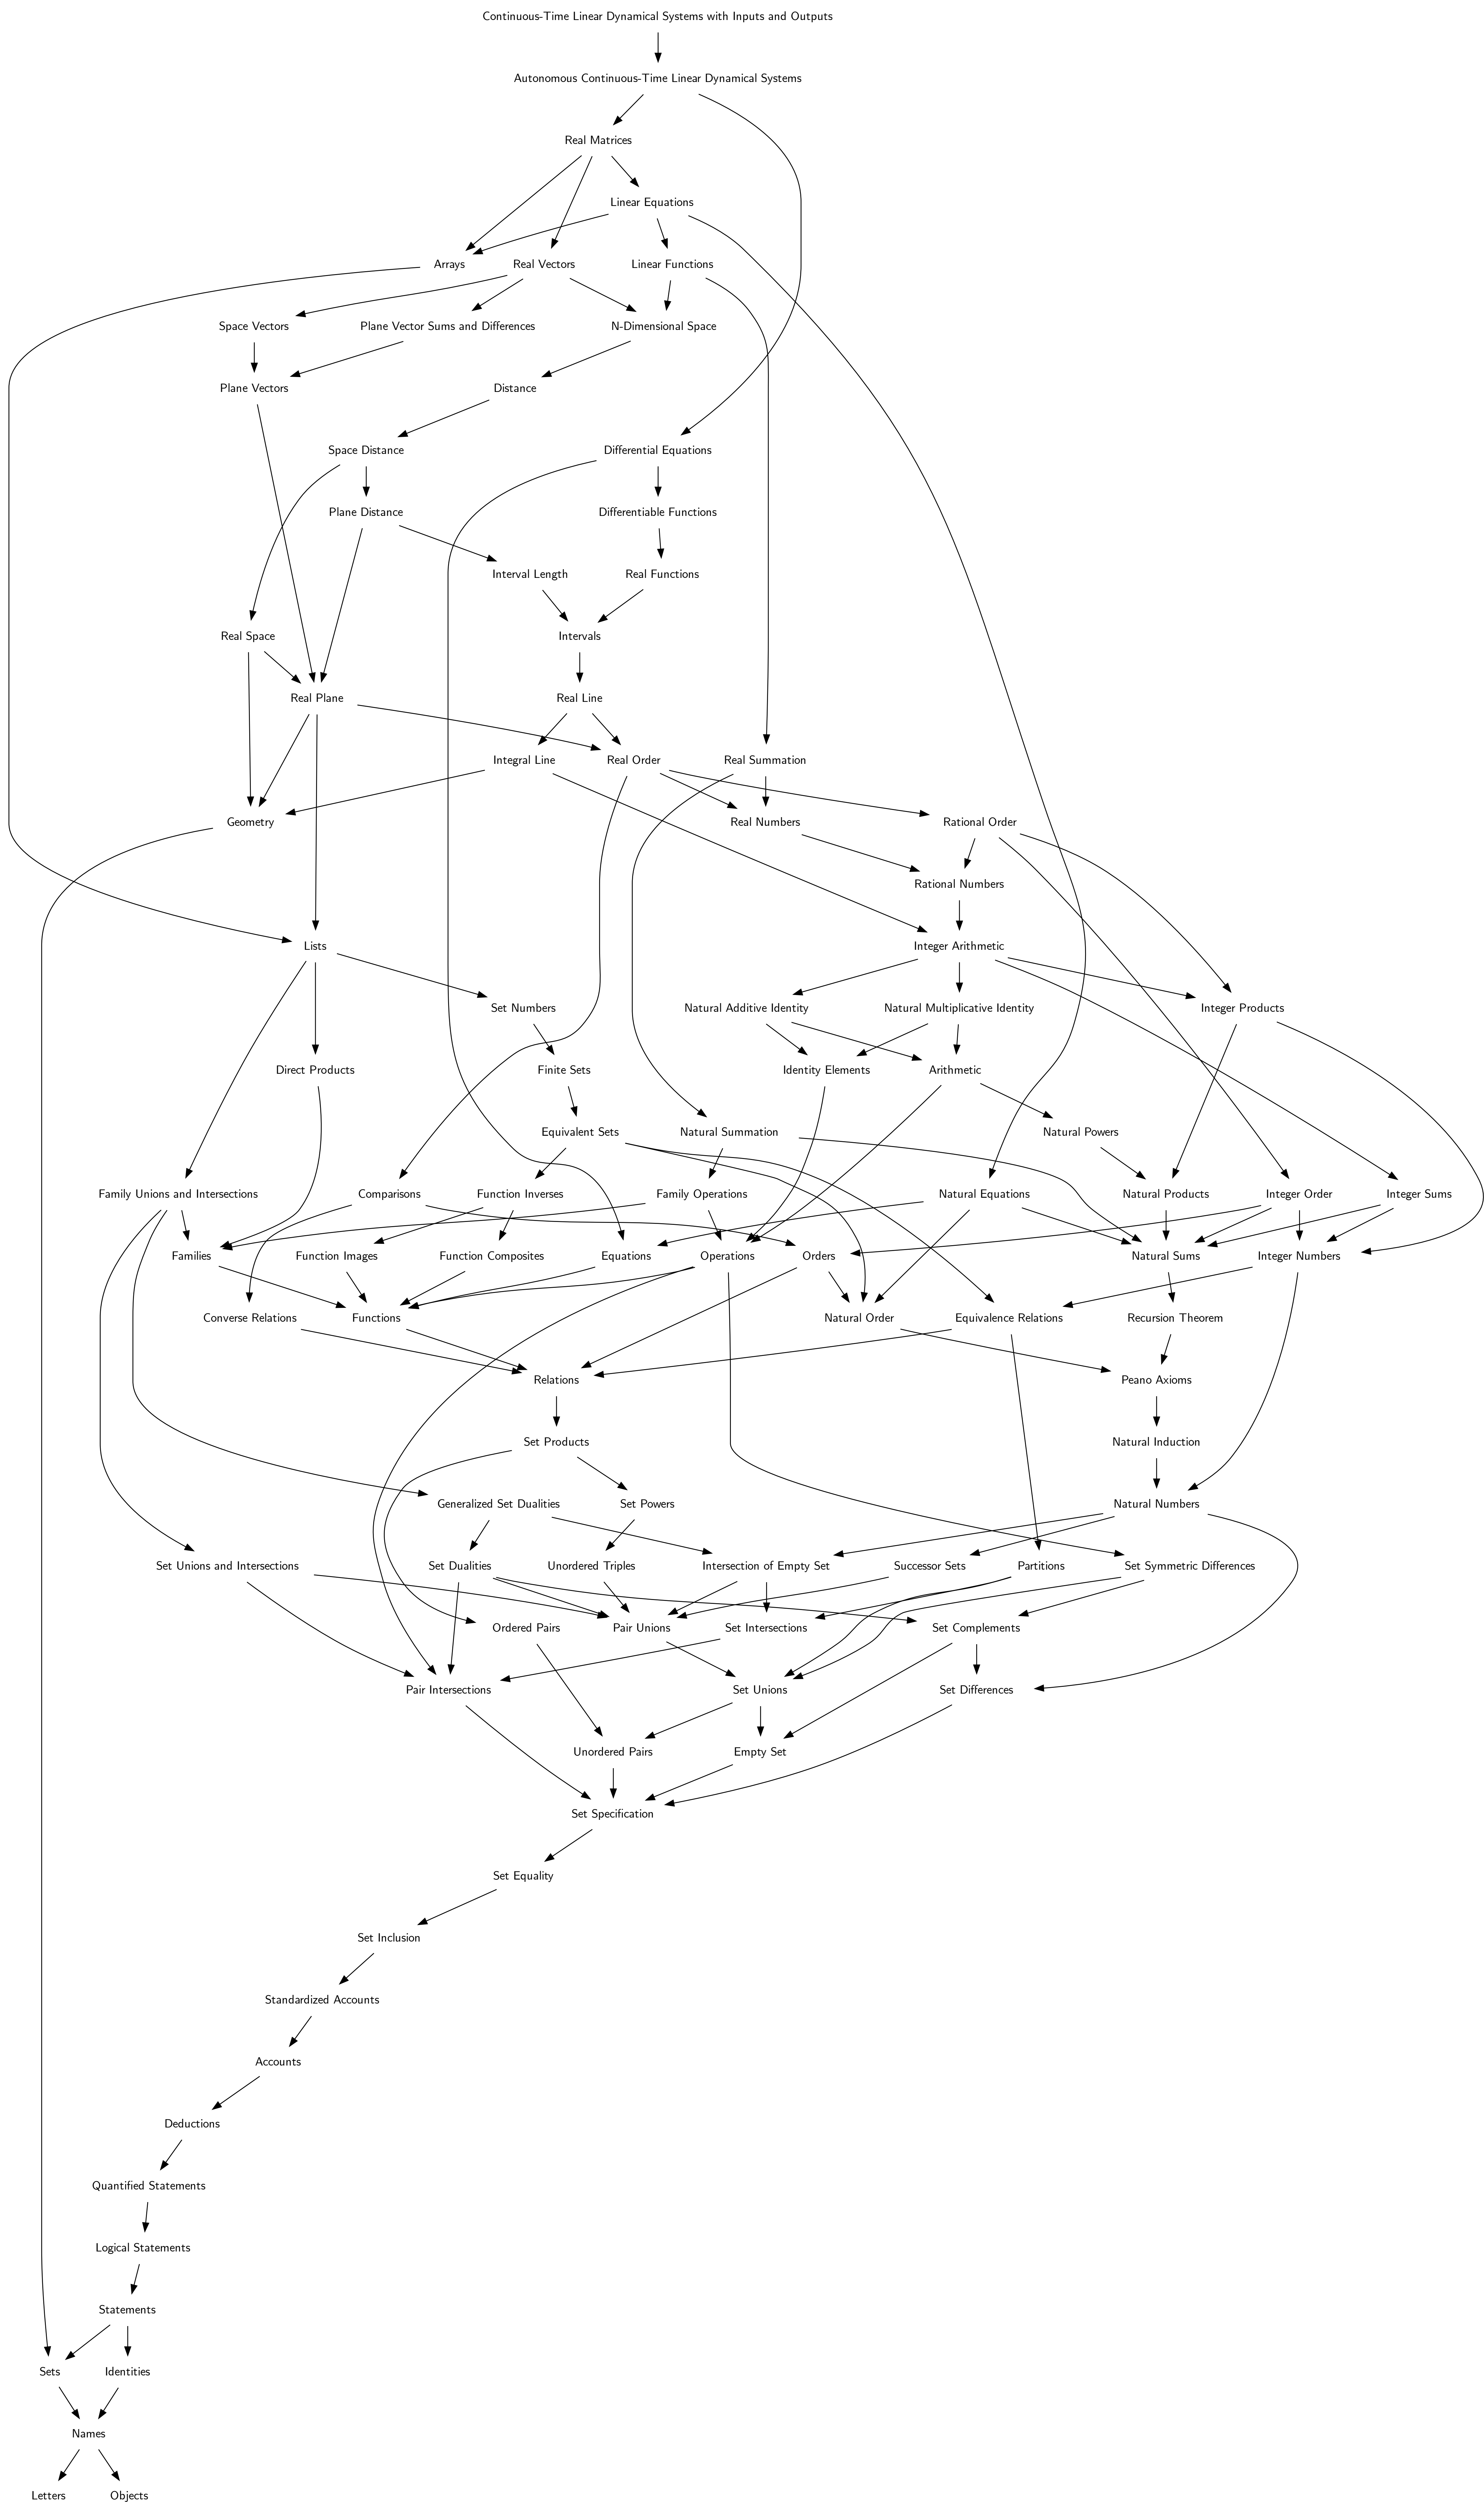 Continuous-Time Linear Dynamical Systems with Inputs and Outputs
Autonomous Continuous-Time Linear Dynamical Systems
Real Matrices
Linear Equations
Arrays
Real Vectors
Linear Functions
Space Vectors
Plane Vector Sums and Differences
N-Dimensional Space
Plane Vectors
Distance
Space Distance
Differential Equations
Plane Distance
Differentiable Functions
Interval Length
Real Functions
Real Space
Intervals
Real Plane
Real Line
Integral Line
Real Order
Real Summation
Geometry
Real Numbers
Rational Order
Rational Numbers
Lists
Integer Arithmetic
Set Numbers
Natural Additive Identity
Natural Multiplicative Identity
Integer Products
Direct Products
Finite Sets
Identity Elements
Arithmetic
Equivalent Sets
Natural Summation
Natural Powers
Family Unions and Intersections
Comparisons
Function Inverses
Family Operations
Natural Equations
Natural Products
Integer Order
Integer Sums
Families
Function Images
Function Composites
Equations
Operations
Orders
Natural Sums
Integer Numbers
Converse Relations
Functions
Natural Order
Equivalence Relations
Recursion Theorem
Relations
Peano Axioms
Set Products
Natural Induction
Generalized Set Dualities
Set Powers
Natural Numbers
Set Unions and Intersections
Set Dualities
Unordered Triples
Intersection of Empty Set
Successor Sets
Partitions
Set Symmetric Differences
Ordered Pairs
Pair Unions
Set Intersections
Set Complements
Pair Intersections
Set Unions
Set Differences
Unordered Pairs
Empty Set
Set Specification
Set Equality
Set Inclusion
Standardized Accounts
Accounts
Deductions
Quantified Statements
Logical Statements
Statements
Sets
Identities
Names
Letters
Objects